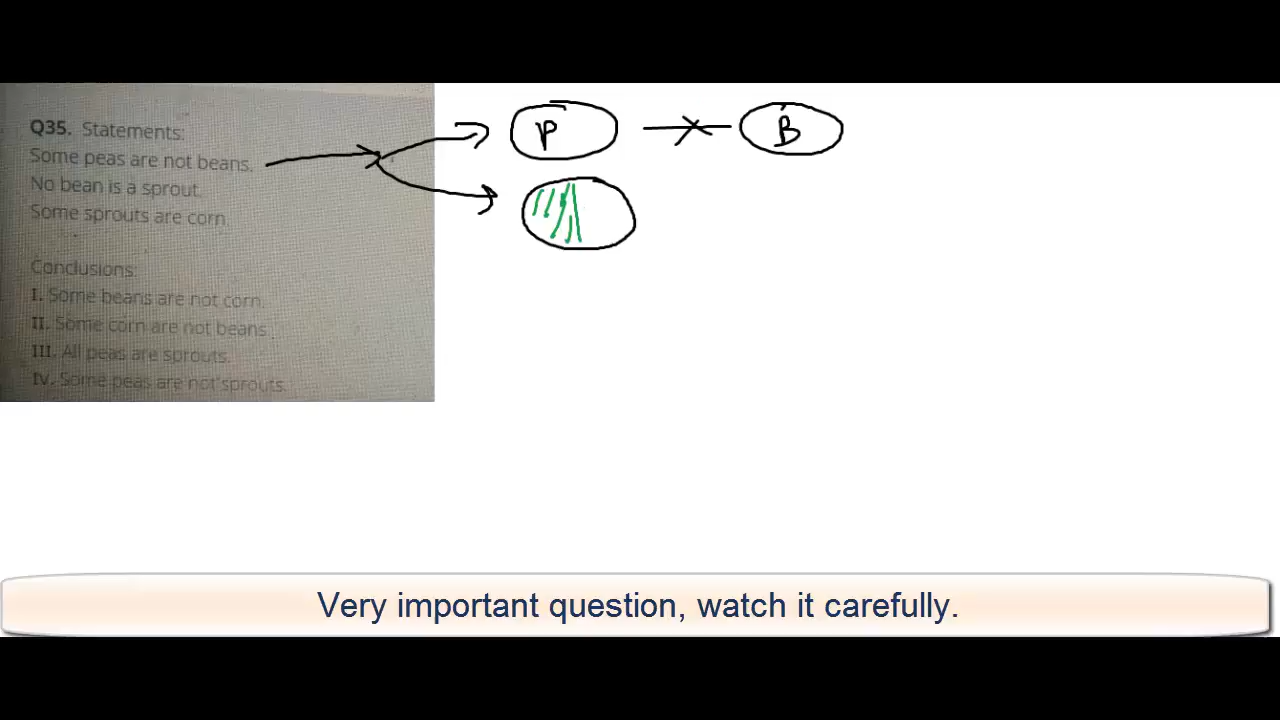 Q35. Statements:
Some peas are not beans.
No bean is a sprout.
Some sprouts are corn.
Conclusions:
I. Some beans are not corn.
II. Some corn are not beans.
III. All peas are sprouts.
IV. Some peas are not sprouts.
P
B
Very important question, watch it carefully.